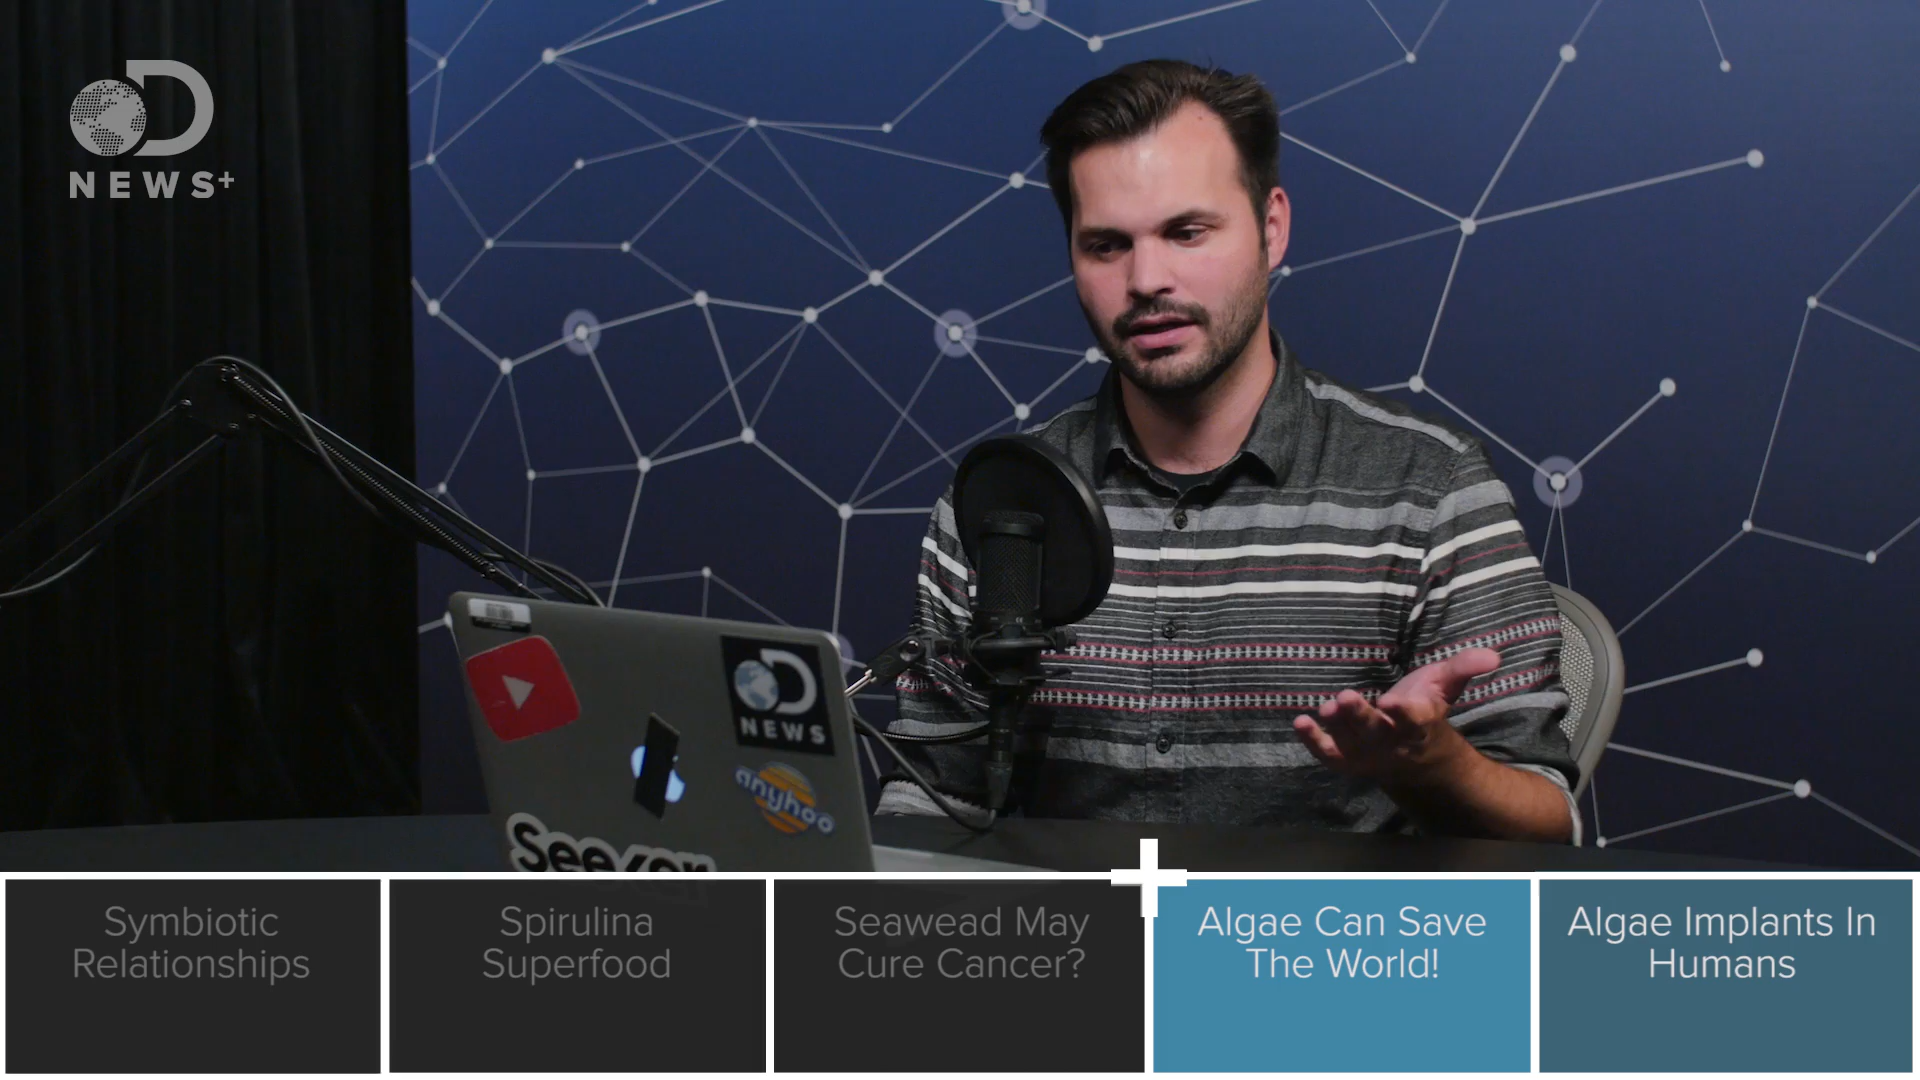 NEWS+
NEWS
anyhoo
Seeker
Symbiotic
Relationships
Spirulina
Superfood
Seawead May
Cure Cancer?
Algae Can Save
The World!
Algae Implants In
Humans